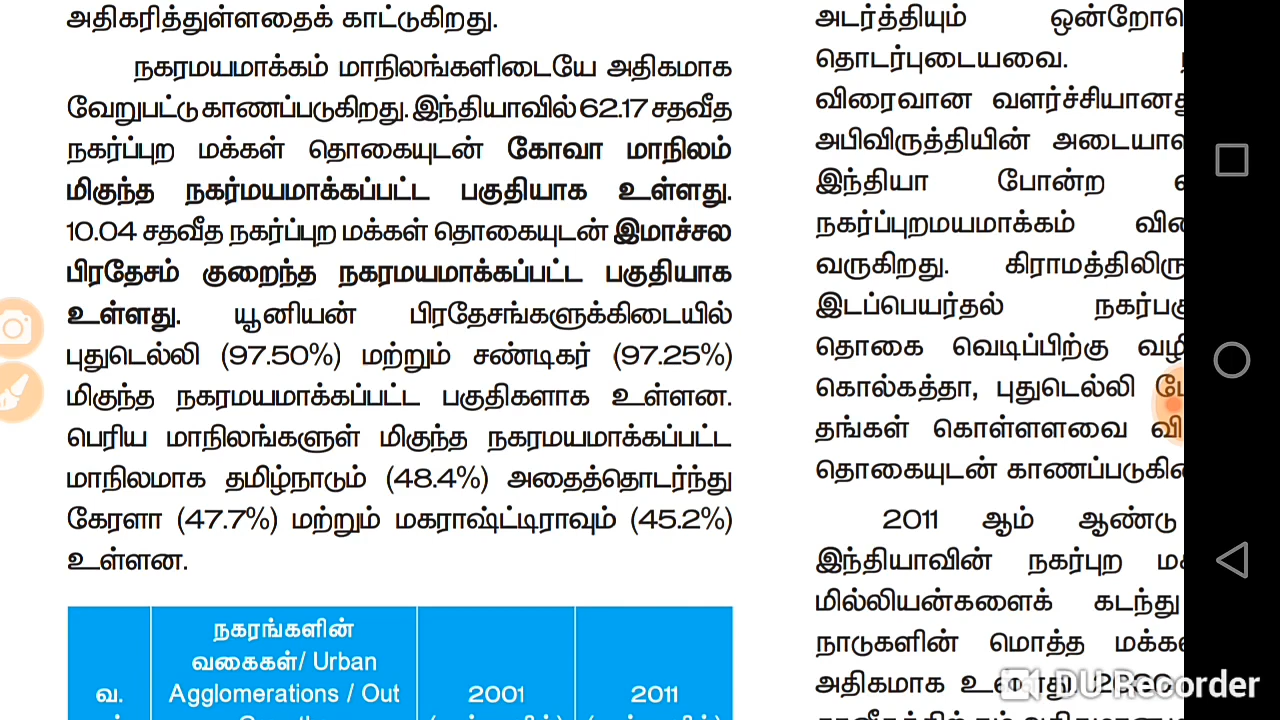 அதிகரித்துள்ளதைக் காட்டுகிறது.
நகரமயமாக்கம் மாநிலங்களிடையே அதிகமாக
வேறுபட்டு காணப்படுகிறது. இந்தியாவில் 62.17 சதவீத
நகர்ப்புற மக்கள் தொகையுடன் கோவா மாநிலம்
மிகுந்த நகர்மயமாக்கப்பட்ட பகுதியாக உள்ளது.
10.04 சதவீத நகர்ப்புற மக்கள் தொகையுடன் இமாச்சல
பிரதேசம் குறைந்த நகரமயமாக்கப்பட்ட பகுதியாக
உள்ளது. யூனியன் பிரதேசங்களுக்கிடையில்
புதுடெல்லி (97.50%) மற்றும் சண்டிகர் (97.25%)
மிகுந்த நகரமயமாக்கப்பட்ட பகுதிகளாக உள்ளன.
பெரிய மாநிலங்களுள் மிகுந்த நகரமயமாக்கப்பட்ட
மாநிலமாக தமிழ்நாடும் (48.4%) அதைத்தொடர்ந்து
கேரளா (47.7%) மற்றும் மகராஷ்ட்டிராவும் (45.2%)
உள்ளன.
நகரங்களின்
வகைகள்/ Urban
வ. Agglomerations / Out 2001 2011
அடர்த்தியும்
தொடர்புடையவை.
விரைவான
அபிவிருத்தியின்
இந்தியா போன்ற
நகர்ப்புறமயமாக்கம்
வருகிறது.
இடப்பெயர்தல்
தொகை வெடிப்பிற்கு
கொல்கத்தா, புதுடெல்லி
தங்கள் கொள்ளளவை
தொகையுடன்
2011 ஆம் ஆண்டு
இந்தியாவின் நகர்புற
மில்லியன்களைக் கடந்து
நாடுகளின் மொத்த
அதிகமாக
DU Recorder